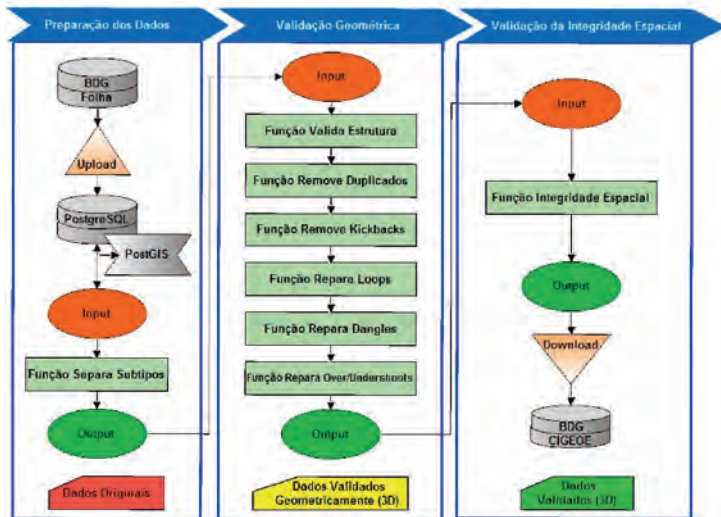 Preparação dos Dados
BDG
Folha
Upload
PostgreSQL
PostGIS
Input
Função Separa Subtipos
Output
Dados Originais
Validação Geométrica
Input
Função Valida Estrutura
Função Remove Duplicados
Função Remove Kickbacks
Função Repara Loops
Função Repara Dangles
Função Repara Over/Undershoots
Output
Dados Validados
Geometricamente (3D)
Validação da Integridade Espacial
Input
Função Integridade Espacial
Output
Download
BDG
CIGEOE
Dados
Validados (3D)